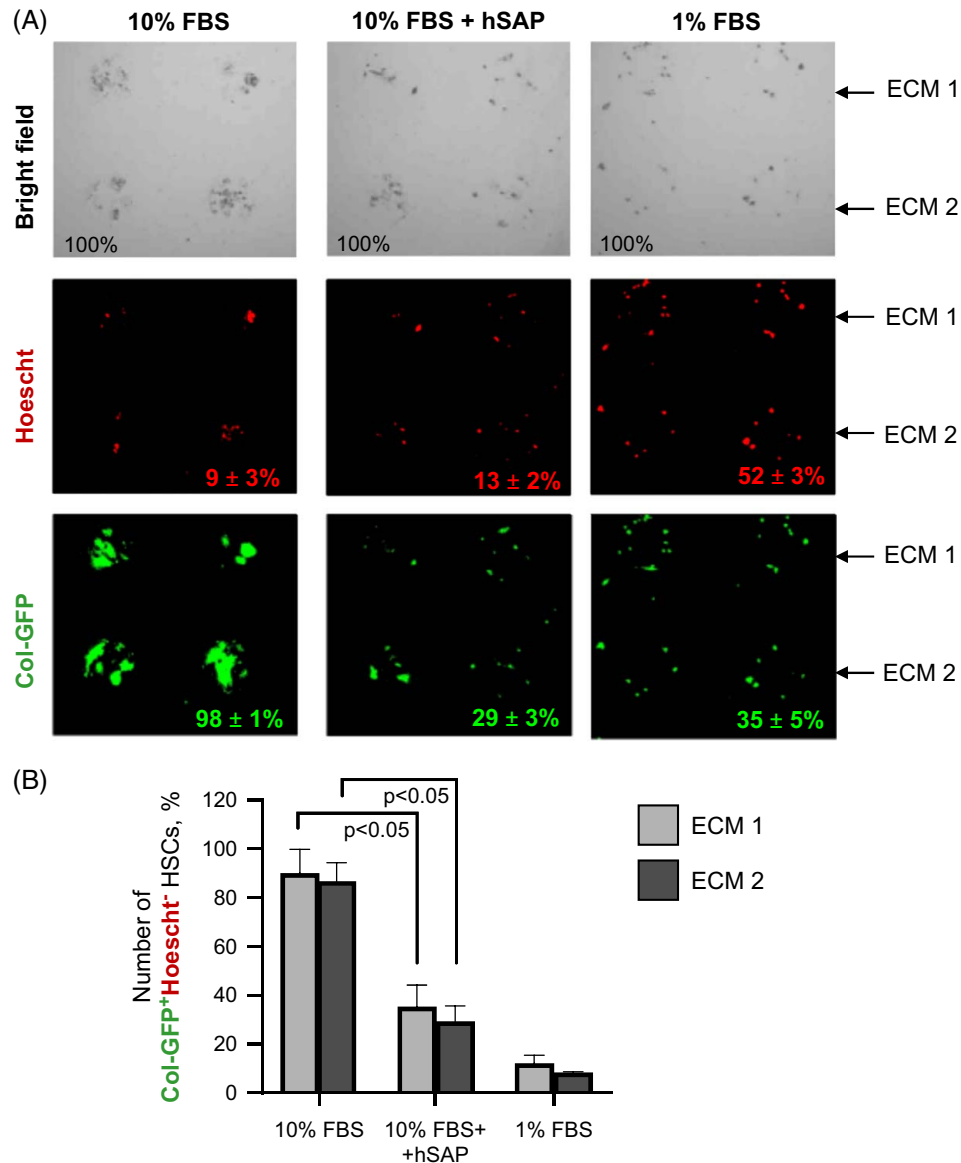 (A)
10% FBS
10% FBS + hSAP
1% FBS
Bright field
100%
100%
100%
ECM 1
ECM 2
Hoescht
9 ± 3%
13 ± 2%
52 ± 3%
ECM 1
ECM 2
Col-GFP
98 ± 1%
29 ± 3%
35 ± 5%
ECM 1
ECM 2
(B)
Number of
Col-GFP⁺Hoescht⁻ HSCs, %
120
100
80
60
40
20
0
p<0.05
p<0.05
ECM 1
ECM 2
10% FBS
10% FBS+
+hSAP
1% FBS